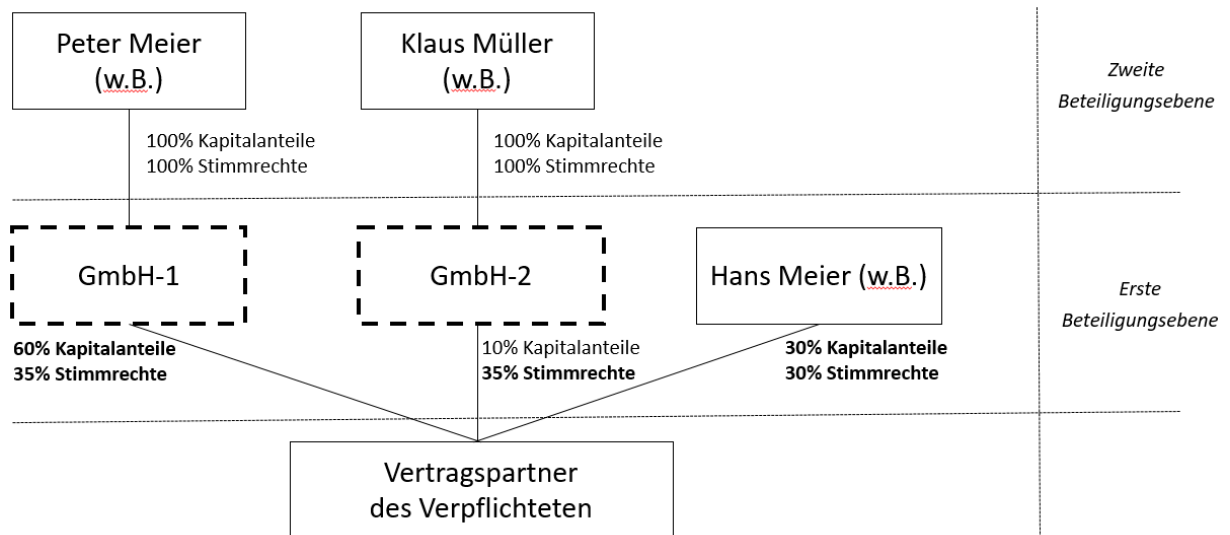 Peter Meier
(w.B.)
Klaus Müller
(w.B.)
Zweite
Beteiligungsebene
100% Kapitalanteile
100% Stimmrechte
100% Kapitalanteile
100% Stimmrechte
GmbH-1
GmbH-2
Hans Meier (w.B.)
Erste
Beteiligungsebene
60% Kapitalanteile
35% Stimmrechte
10% Kapitalanteile
35% Stimmrechte
30% Kapitalanteile
30% Stimmrechte
Vertragspartner
des Verpflichteten